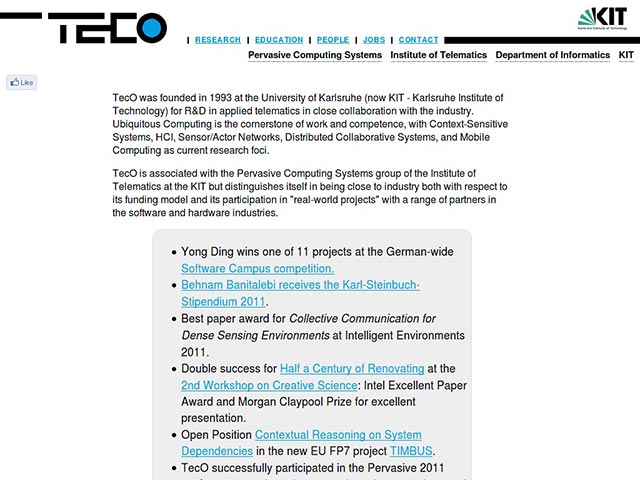 TECO
KIT
Karlsruhe Institute of Technology
| RESEARCH | EDUCATION | PEOPLE | JOBS | CONTACT
Pervasive Computing Systems Institute of Telematics Department of Informatics KIT
Like
TecO was founded in 1993 at the University of Karlsruhe (now KIT - Karlsruhe Institute of
Technology) for R&D in applied telematics in close collaboration with the industry.
Ubiquitous Computing is the cornerstone of work and competence, with Context-Sensitive
Systems, HCI, Sensor/Actor Networks, Distributed Collaborative Systems, and Mobile
Computing as current research foci.
TecO is associated with the Pervasive Computing Systems group of the Institute of
Telematics at the KIT but distinguishes itself in being close to industry both with respect to
its funding model and its participation in "real-world projects" with a range of partners in
the software and hardware industries.
• Yong Ding wins one of 11 projects at the German-wide
Software Campus competition.
• Behnam Banitalebi receives the Karl-Steinbuch-
Stipendium 2011.
• Best paper award for Collective Communication for
Dense Sensing Environments at Intelligent Environments
2011.
• Double success for Half a Century of Renovating at the
2nd Workshop on Creative Science: Intel Excellent Paper
Award and Morgan Claypool Prize for excellent
presentation.
• Open Position Contextual Reasoning on System
Dependencies in the new EU FP7 project TIMBUS.
• TecO successfully participated in the Pervasive 2011